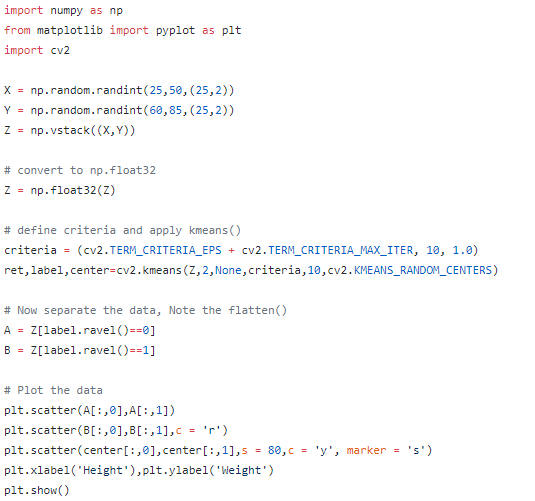 import numpy as np
from matplotlib import pyplot as plt
import cv2
X = np.random.randint(25,50,(25,2))
Y = np.random.randint(60,85,(25,2))
Z = np.vstack((X,Y))
# convert to np.float32
Z = np.float32(Z)
# define criteria and apply kmeans()
criteria = (cv2.TERM_CRITERIA_EPS + cv2.TERM_CRITERIA_MAX_ITER, 10, 1.0)
ret,label,center=cv2.kmeans(Z,2,None,criteria,10,cv2.KMEANS_RANDOM_CENTERS)
# Now separate the data, Note the flatten()
A = Z[label.ravel()==0]
B = Z[label.ravel()==1]
# Plot the data
plt.scatter(A[:,0],A[:,1])
plt.scatter(B[:,0],B[:,1],c = 'r')
plt.scatter(center[:,0],center[:,1],s = 80,c = 'y', marker = 's')
plt.xlabel('Height'),plt.ylabel('Weight')
plt.show()